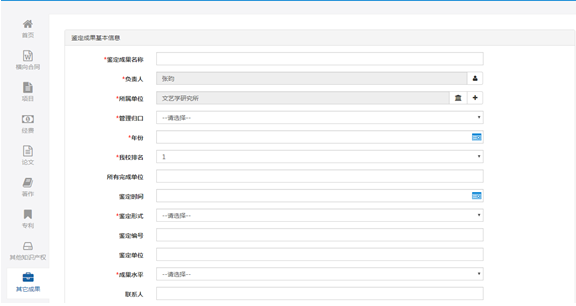 首页
横向合同
项目
经费
论文
著作
专利
其他知识产权
其它成果
鉴定成果基本信息
*鉴定成果名称
*负责人 张昀
*所属单位 文艺学研究所
*管理归口 --请选择--
*年份
*我校排名 1
所有完成单位
鉴定时间
*鉴定形式 --请选择--
鉴定编号
鉴定单位
*成果水平 --请选择--
联系人